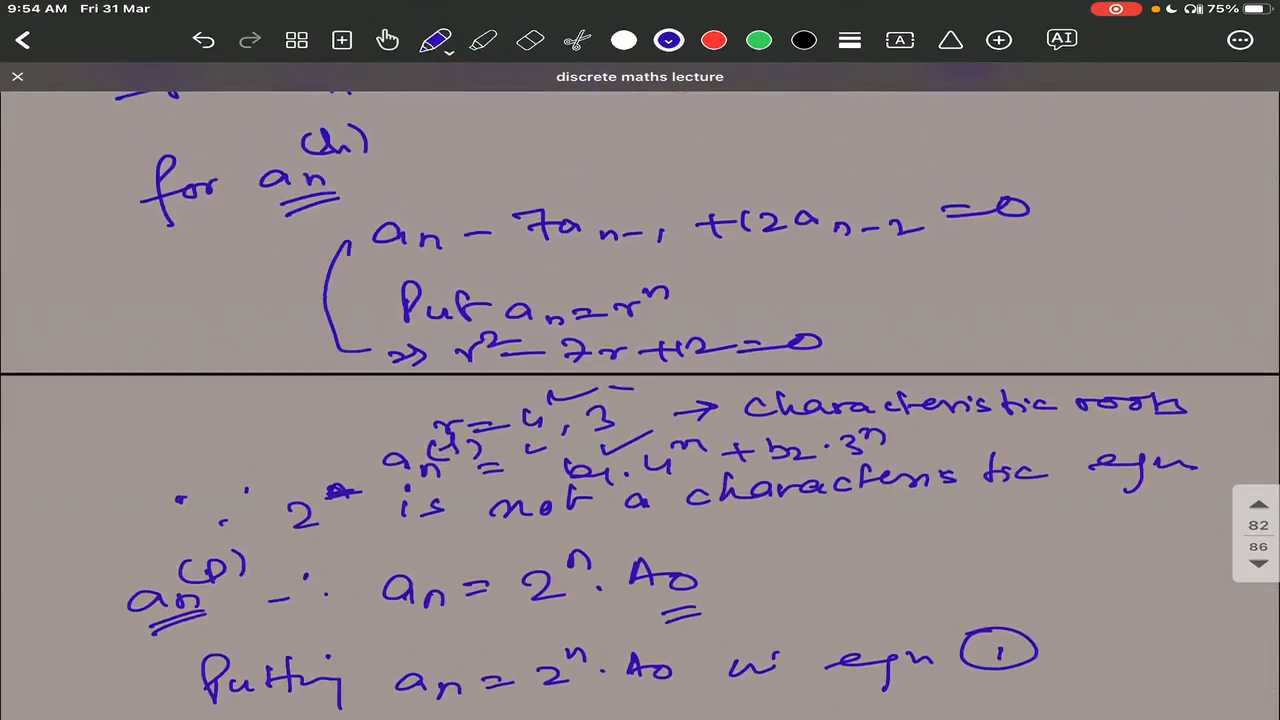 9:54 AM Fri 31 Mar
75%
A
AI
discrete maths lecture
for an(h)
an - 7an-1 + 12an-2 = 0
Put an = r^n
=> r^2 - 7r + 12 = 0
r = 4, 3 → characteristic roots
an(h) = b1.4^n + b2.3^n
∵ 2 is not a characteristic eqn
82
86
an(p) - ∴ an = 2^n . A0
Putting an = 2^n . A0 in eqn 1